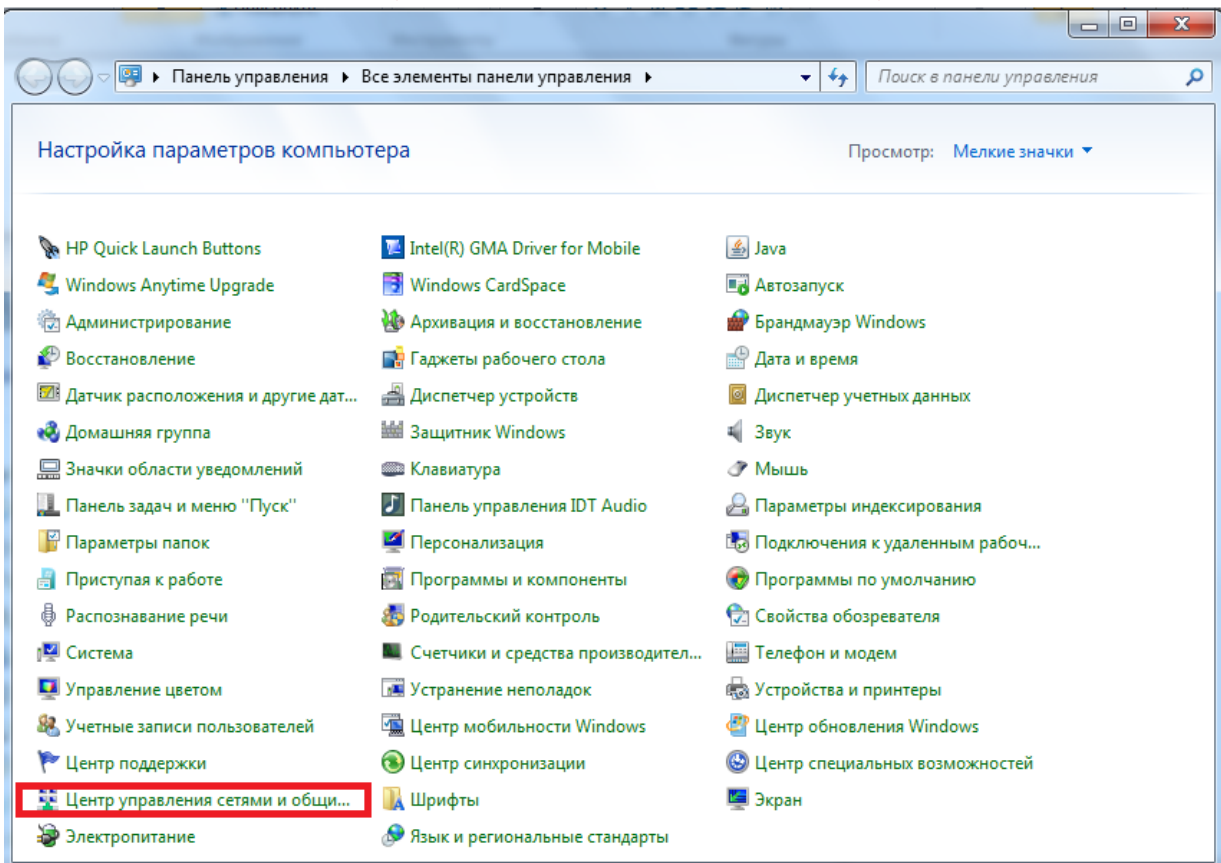 Панель управления ▸ Все элементы панели управления ▸
Поиск в панели управления
Настройка параметров компьютера
Просмотр: Мелкие значки
HP Quick Launch Buttons
Intel(R) GMA Driver for Mobile
Java
Windows Anytime Upgrade
Windows CardSpace
Автозапуск
Администрирование
Архивация и восстановление
Брандмауэр Windows
Восстановление
Гаджеты рабочего стола
Дата и время
Датчик расположения и другие дат...
Диспетчер устройств
Диспетчер учетных данных
Домашняя группа
Защитник Windows
Звук
Значки области уведомлений
Клавиатура
Мышь
Панель задач и меню "Пуск"
Панель управления IDT Audio
Параметры индексирования
Параметры папок
Персонализация
Подключения к удаленным рабоч...
Приступая к работе
Программы и компоненты
Программы по умолчанию
Распознавание речи
Родительский контроль
Свойства обозревателя
Система
Счетчики и средства производител...
Телефон и модем
Управление цветом
Устранение неполадок
Устройства и принтеры
Учетные записи пользователей
Центр мобильности Windows
Центр обновления Windows
Центр поддержки
Центр синхронизации
Центр специальных возможностей
Центр управления сетями и общи...
Шрифты
Экран
Электропитание
Язык и региональные стандарты